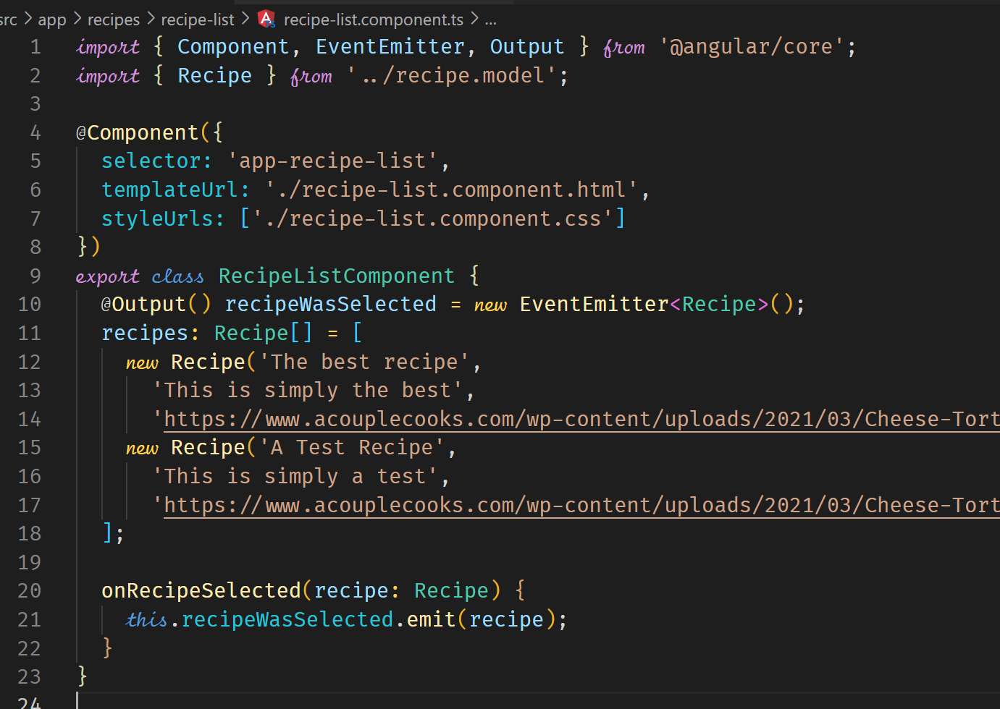 src > app > recipes > recipe-list > recipe-list.component.ts > ...
1 import { Component, EventEmitter, Output } from '@angular/core';
2 import { Recipe } from '../recipe.model';
3
4 @Component({
5   selector: 'app-recipe-list',
6   templateUrl: './recipe-list.component.html',
7   styleUrls: ['./recipe-list.component.css']
8 })
9 export class RecipeListComponent {
10   @Output() recipeWasSelected = new EventEmitter<Recipe>();
11   recipes: Recipe[] = [
12     new Recipe('The best recipe',
13       'This is simply the best',
14       'https://www.acouplecooks.com/wp-content/uploads/2021/03/Cheese-Tort
15     new Recipe('A Test Recipe',
16       'This is simply a test',
17       'https://www.acouplecooks.com/wp-content/uploads/2021/03/Cheese-Tort
18   ];
19
20   onRecipeSelected(recipe: Recipe) {
21     this.recipeWasSelected.emit(recipe);
22   }
23 }
24